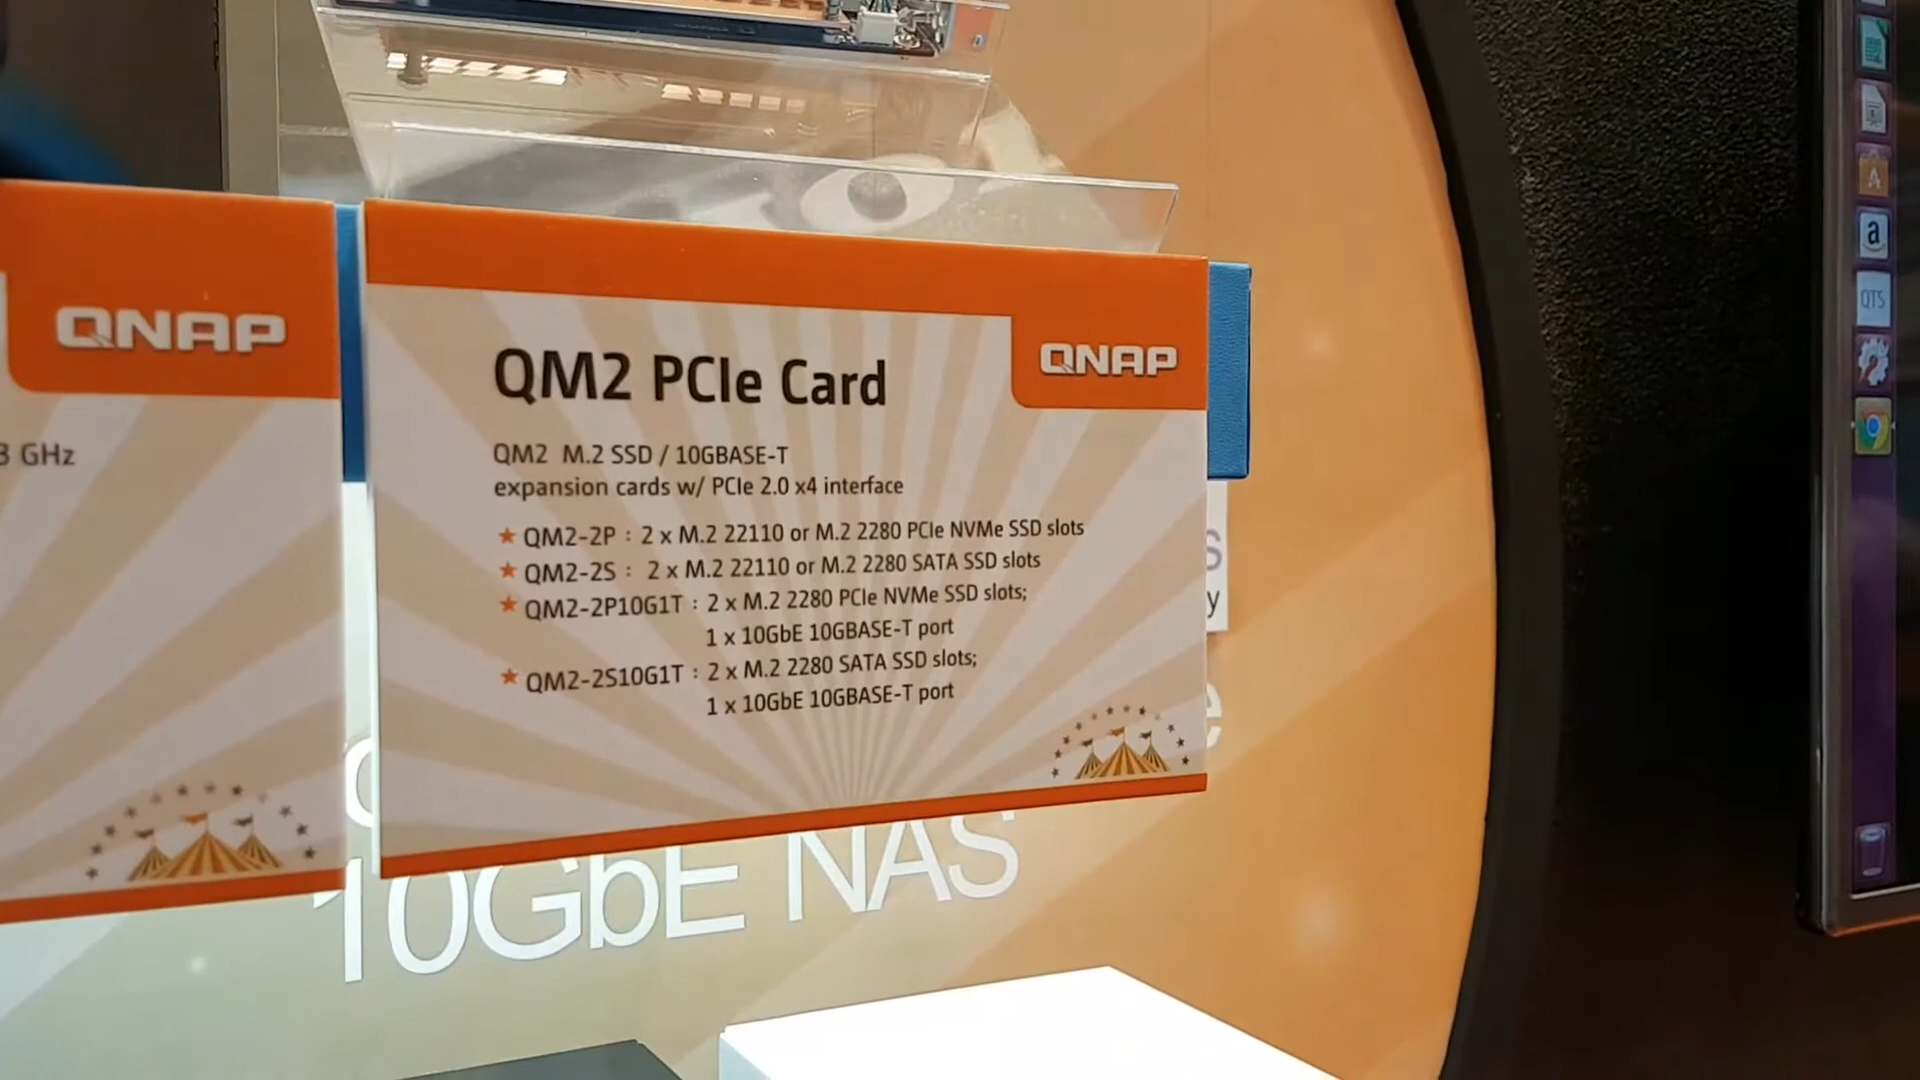 QNAP
3 GHz
QNAP
QM2 PCIe Card
QM2 M.2 SSD / 10GBASE-T
expansion cards w/ PCIe 2.0 x4 interface
★ QM2-2P : 2 x M.2 22110 or M.2 2280 PCIe NVMe SSD slots
★ QM2-2S : 2 x M.2 22110 or M.2 2280 SATA SSD slots
★ QM2-2P10G1T : 2 x M.2 2280 PCIe NVMe SSD slots;
1 x 10GbE 10GBASE-T port
★ QM2-2S10G1T : 2 x M.2 2280 SATA SSD slots;
1 x 10GbE 10GBASE-T port
10GbE NAS
a
QTS